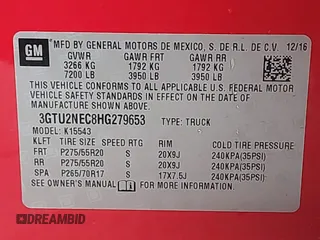 GM
MFD BY GENERAL MOTORS DE MEXICO, S. DE R.L. DE C.V. 12/16
GVWR GAWR FRT GAWR RR
3266 KG 1792 KG 1792 KG
7200 LB 3950 LB 3950 LB
THIS VEHICLE CONFORMS TO ALL APPLICABLE U.S. FEDERAL MOTOR
VEHICLE SAFETY STANDARDS IN EFFECT ON THE DATE OF
MANUFACTURE SHOWN ABOVE.
3GTU2NEC8HG279653 TYPE: TRUCK
MODEL: K15543
KLFT TIRE SIZE SPEED RTG RIM COLD TIRE PRESSURE
FRT P275/55R20 S 20X9J 240KPA(35PSI)
RR P275/55R20 S 20X9J 240KPA(35PSI)
SPA P265/70R17 S 17X7.5J 240KPA(35PSI)
SEE OWNER'S MANUAL FOR ADDITIONAL INFORMATION
DREAMBID